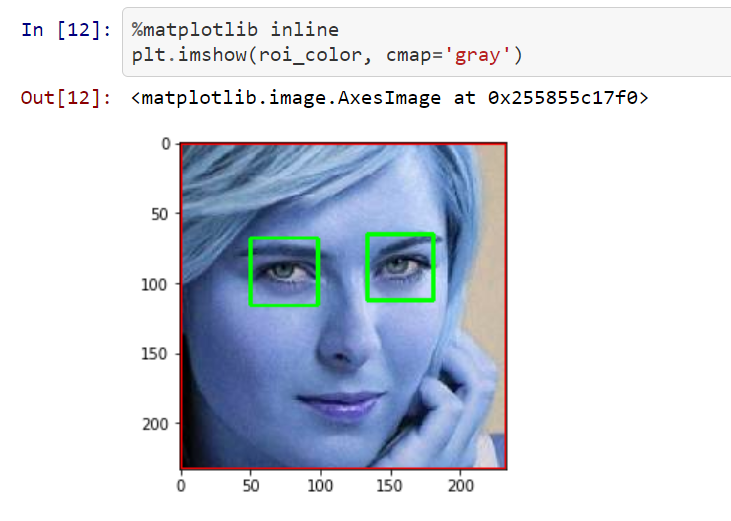 In [12]: %matplotlib inline
plt.imshow(roi_color, cmap='gray')
Out[12]: <matplotlib.image.AxesImage at 0x255855c17f0>
0
50
100
150
200
0 50 100 150 200